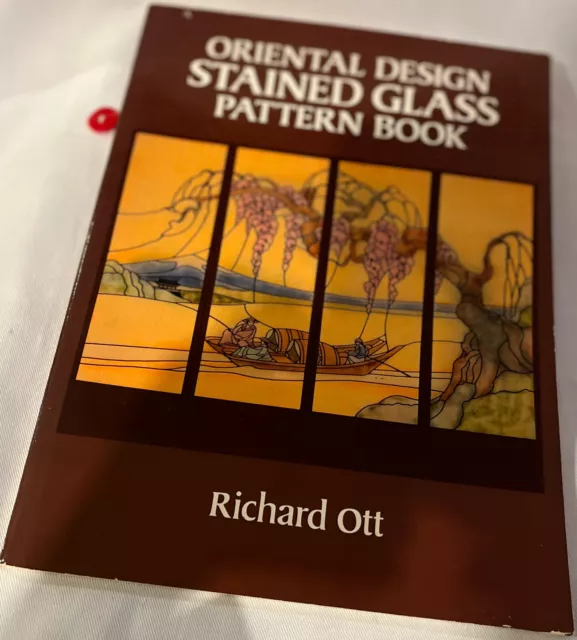 ORIENTAL DESIGN
STAINED GLASS
PATTERN BOOK
Richard Ott